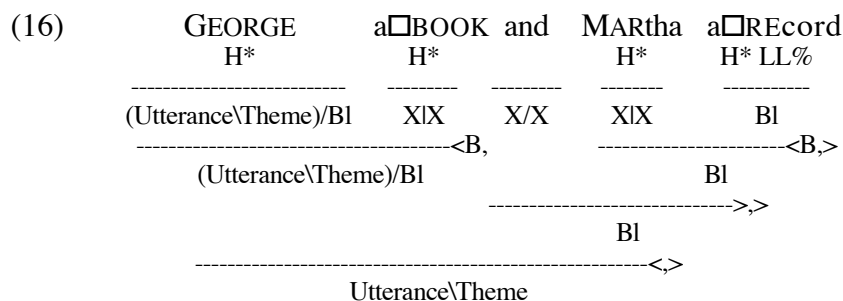 (16) GEORGE a□BOOK and MARtha a□REcord
H* H* H* H* LL%
--------------------------- --------- --------- -------- -----------
(Utterance\Theme)/Bl X|X X/X X|X Bl
----------------------------------------<B, ------------------------<B,>
(Utterance\Theme)/Bl Bl
-------------------------------->,>
Bl
----------------------------------------------------------<,>
Utterance\Theme